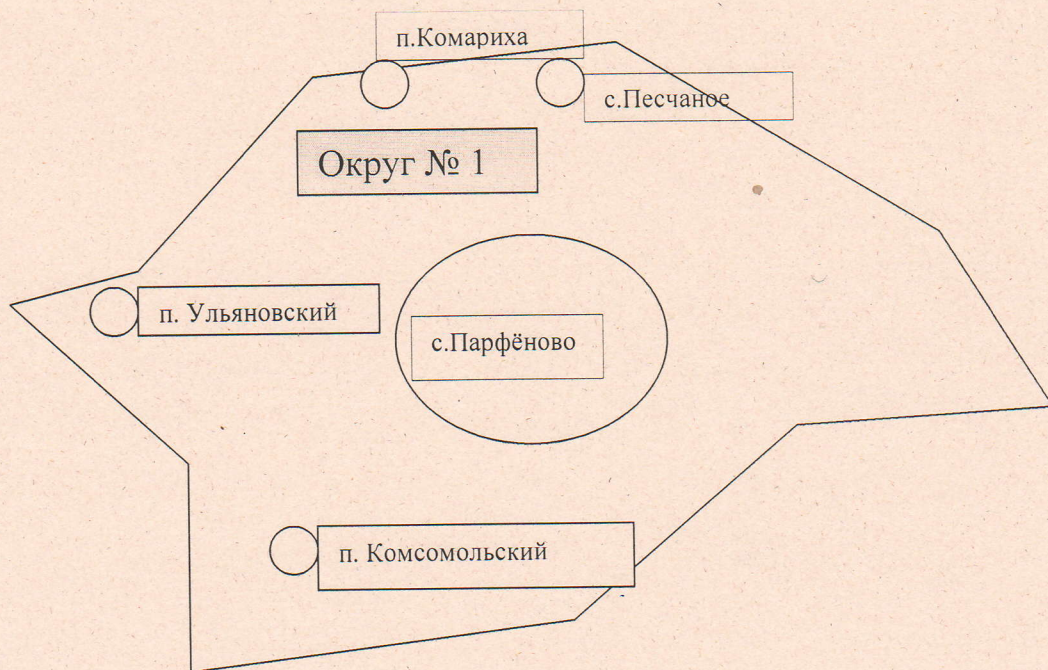 п.Комариха
с.Песчаное
Округ № 1
п. Ульяновский
с.Парфёново
п. Комсомольский